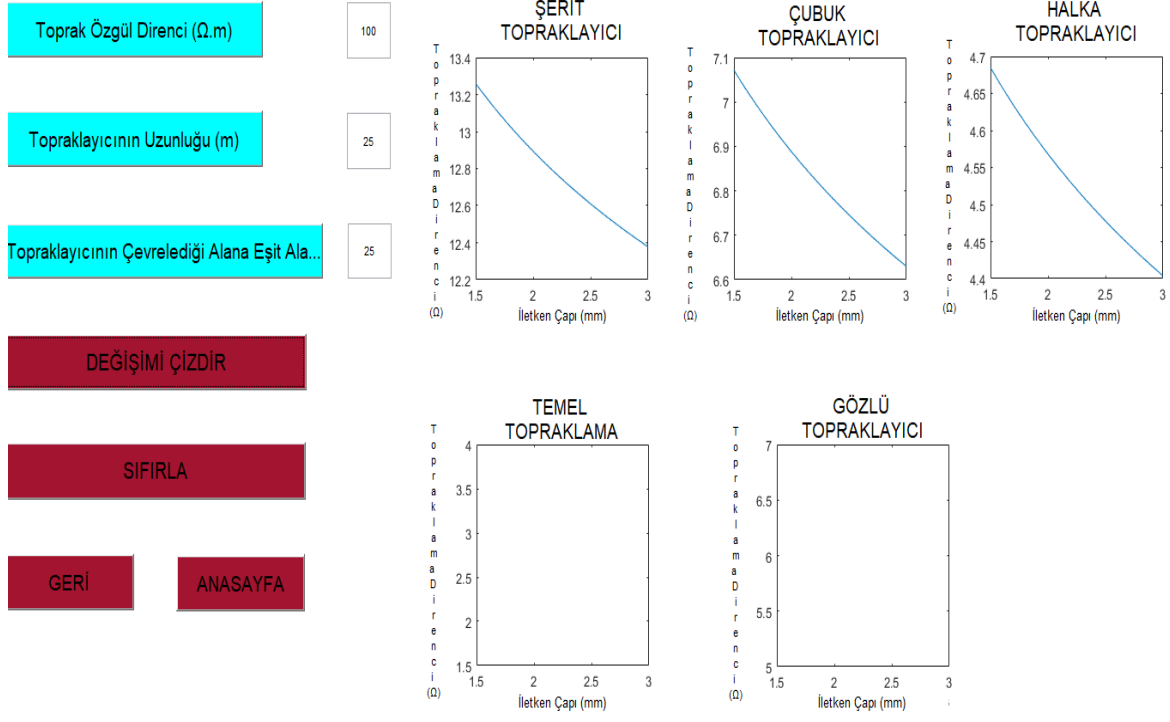 Toprak Özgül Direnci (Ω.m)
100
Topraklayıcının Uzunluğu (m)
25
Topraklayıcının Çevrelediği Alana Eşit Ala...
25
DEĞİŞİMİ ÇİZDİR
SIFIRLA
GERİ
ANASAYFA
ŞERİT
TOPRAKLAYICI
Topraklama Direnci (Ω)
13.4
13.2
13
12.8
12.6
12.4
12.2
1.5 2 2.5 3
İletken Çapı (mm)
ÇUBUK
TOPRAKLAYICI
Topraklama Direnci (Ω)
7.1
7
6.9
6.8
6.7
6.6
1.5 2 2.5 3
İletken Çapı (mm)
HALKA
TOPRAKLAYICI
Topraklama Direnci (Ω)
4.7
4.65
4.6
4.55
4.5
4.45
4.4
1.5 2 2.5 3
İletken Çapı (mm)
TEMEL
TOPRAKLAMA
Topraklama Direnci (Ω)
4
3.5
3
2.5
2
1.5
1.5 2 2.5 3
İletken Çapı (mm)
GÖZLÜ
TOPRAKLAYICI
Topraklama Direnci (Ω)
7
6.5
6
5.5
5
1.5 2 2.5 3
İletken Çapı (mm)